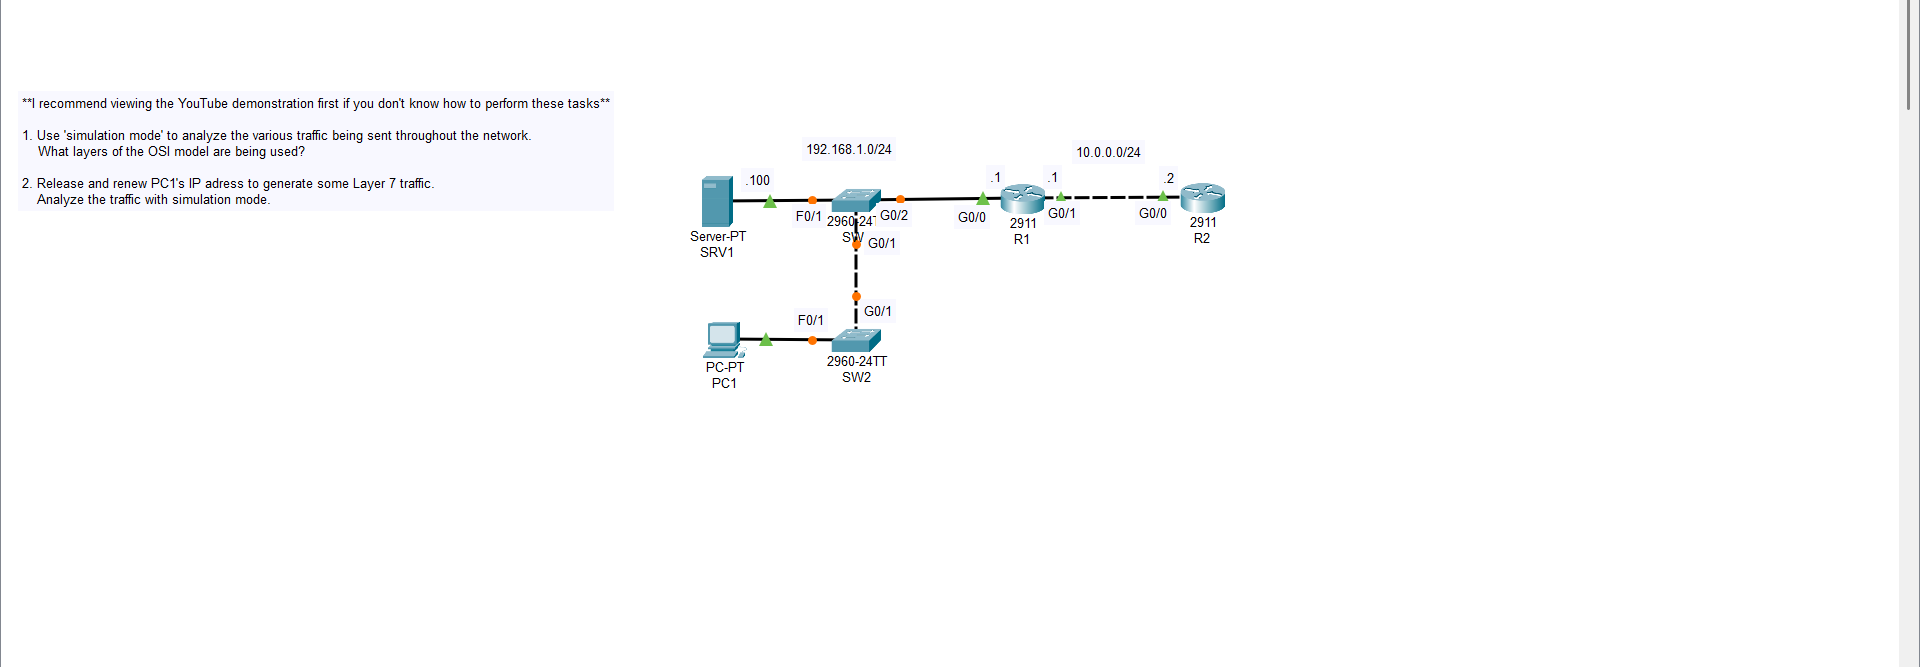 **I recommend viewing the YouTube demonstration first if you don't know how to perform these tasks**
1. Use 'simulation mode' to analyze the various traffic being sent throughout the network.
What layers of the OSI model are being used?
2. Release and renew PC1's IP adress to generate some Layer 7 traffic.
Analyze the traffic with simulation mode.
192.168.1.0/24
10.0.0.0/24
.100
.1
.1
.2
F0/1
2960-24T
G0/2
G0/0
G0/1
G0/0
2911
R1
2911
R2
Server-PT
SRV1
SW
G0/1
G0/1
F0/1
PC-PT
PC1
2960-24TT
SW2